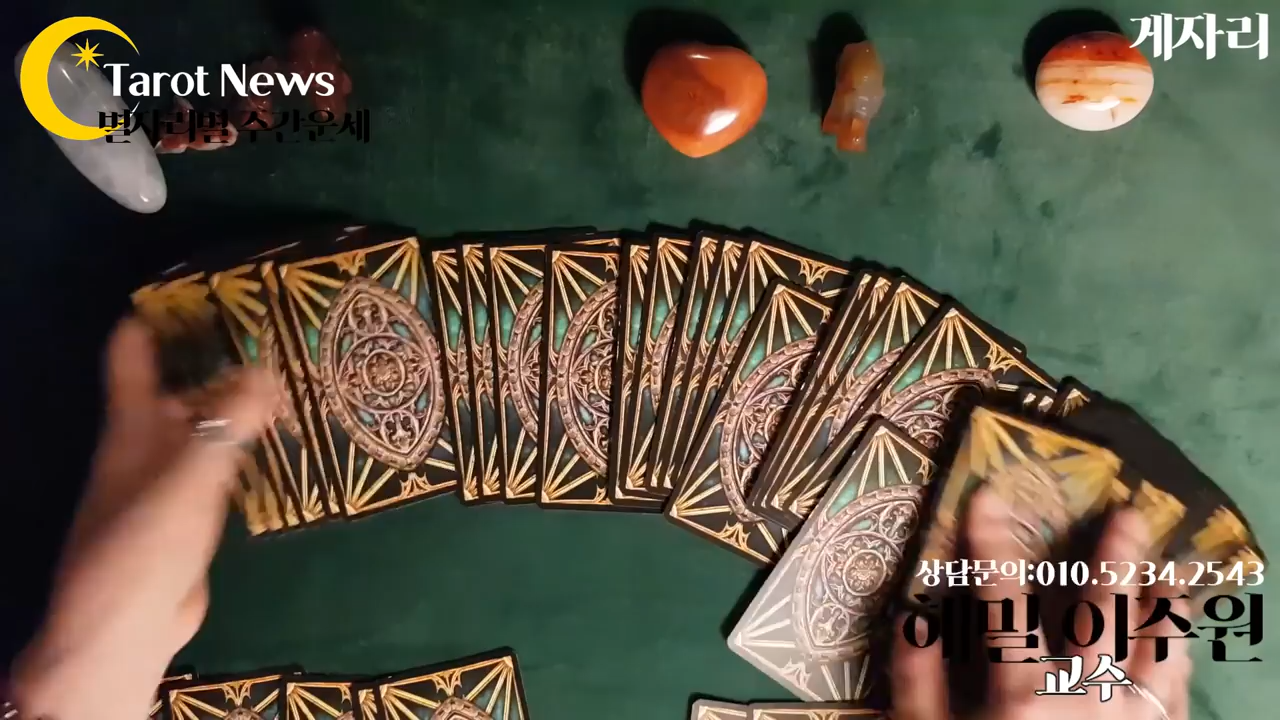 Tarot News
별자리별 주간운세
게자리
상담문의:010.5234.2543
헤밀 이주원
교수